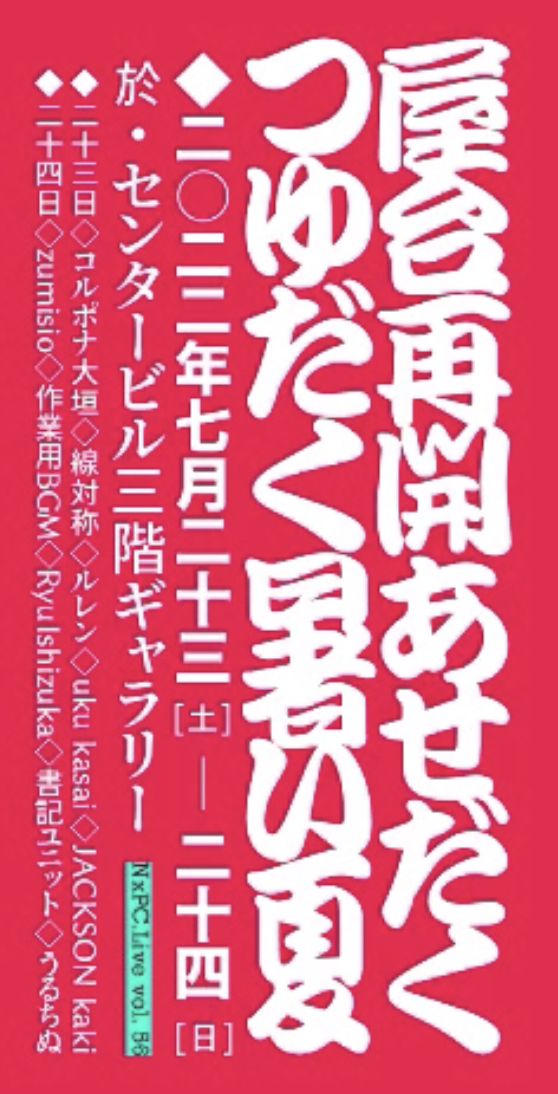 屋台再開あせだく
つゆだく暑い夏
◆二〇二二年七月二十三[土]—二十四[日]
於・センタービル三階ギャラリー
NxPC.Live vol. 56
◆二十三日◇コルポナ大垣◇線対称◇ルレン◇uku kasai◇JACKSON kaki
◆二十四日◇zumisio◇作業用BGM◇Ryu Ishizuka◇書記ユニット◇うるちぬ